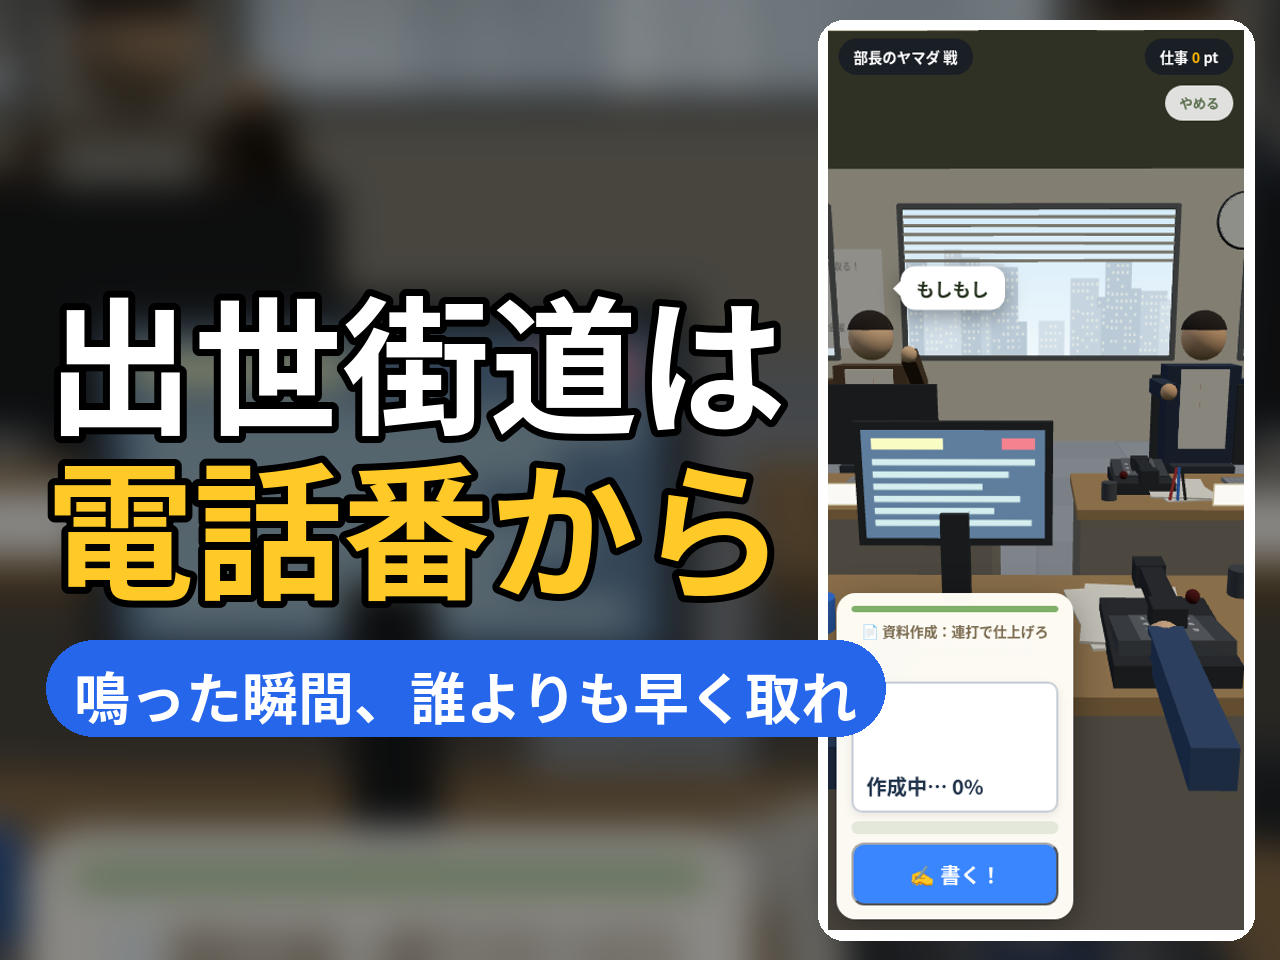 出世街道は
電話番から
鳴った瞬間、誰よりも早く取れ
部長のヤマダ 戦
仕事 0 pt
やめる
取る！
もしもし
📄 資料作成：連打で仕上げろ
作成中… 0%
✍️ 書く！